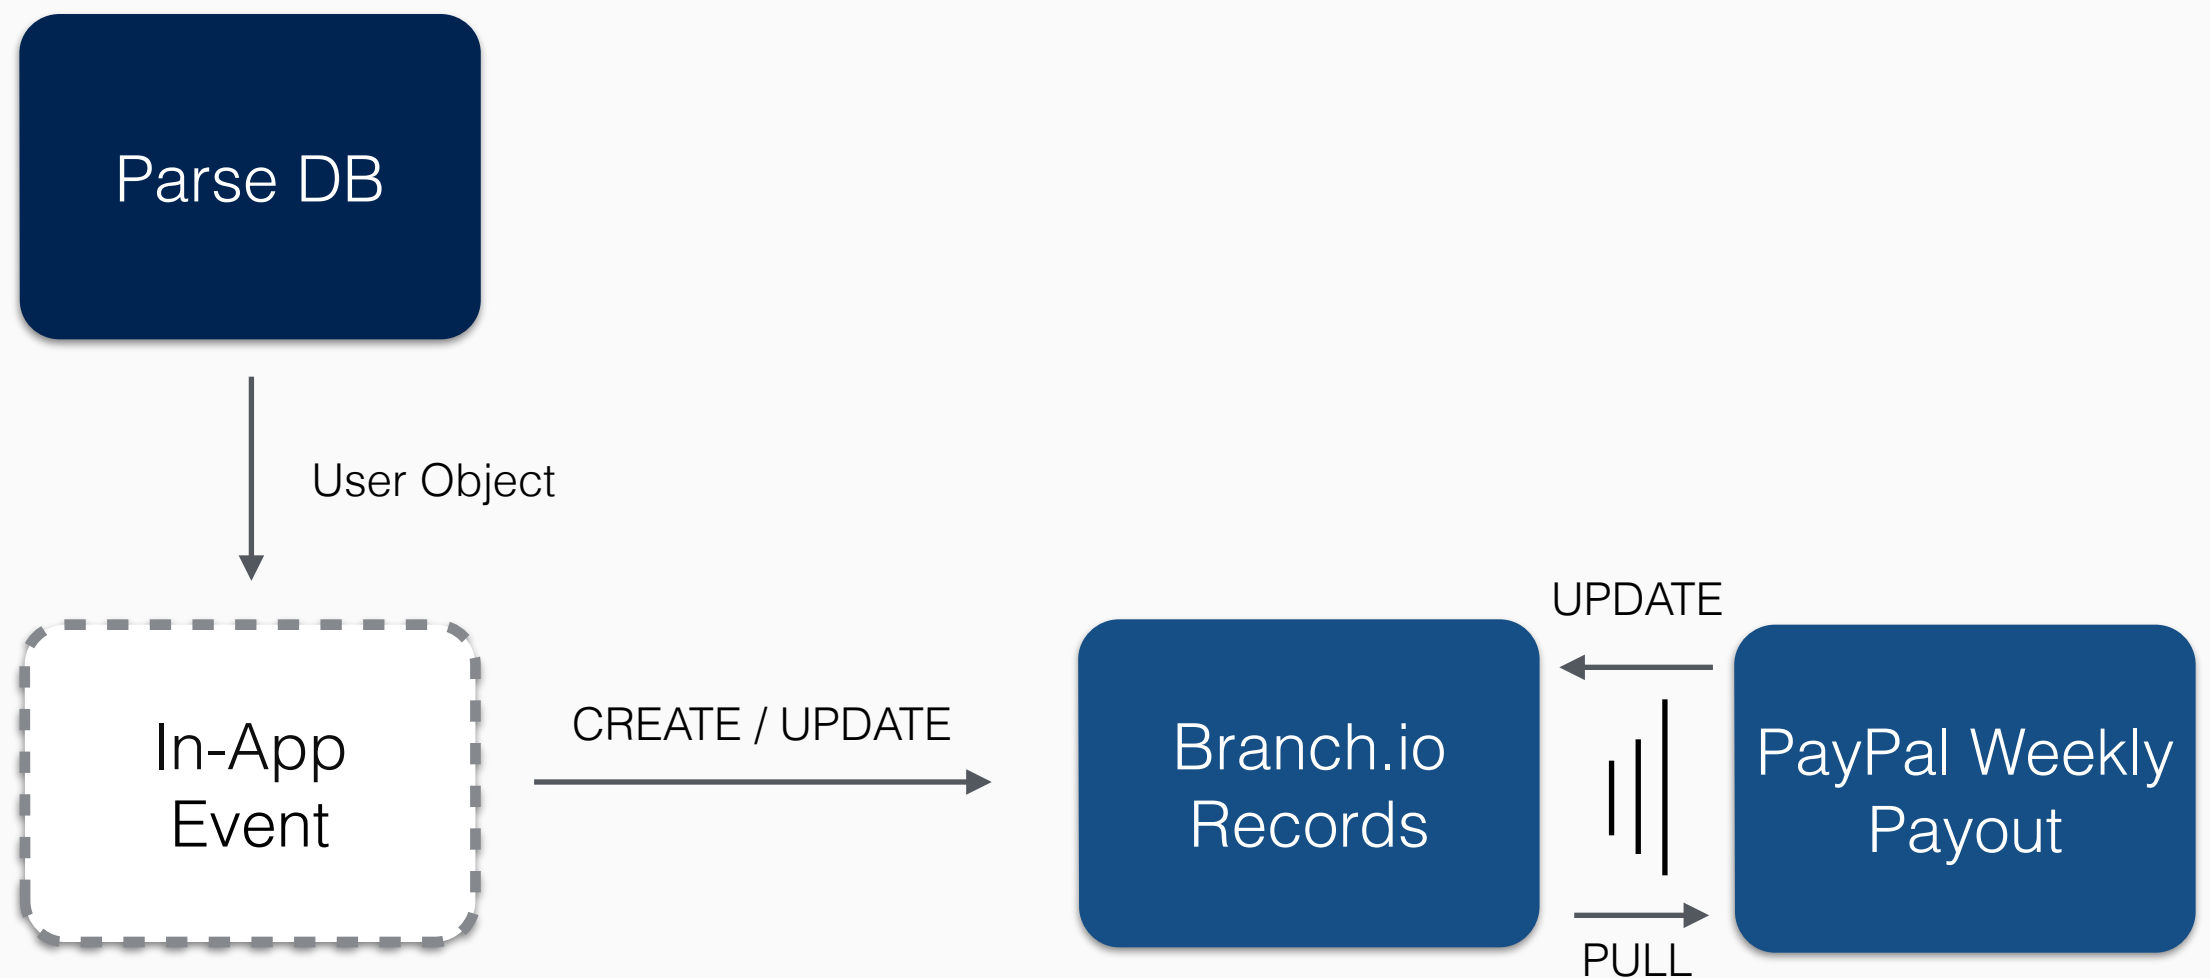 Parse DB
User Object
In-App
Event
CREATE / UPDATE
Branch.io
Records
UPDATE
PULL
PayPal Weekly
Payout